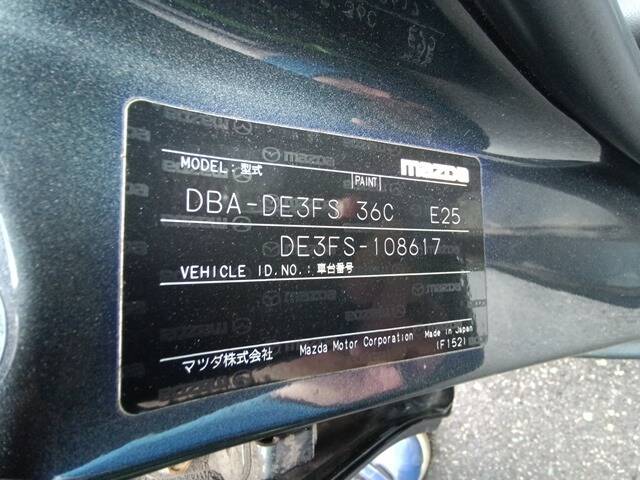 mazda
MODEL:型式 PAINT
DBA-DE3FS 36C E25
DE3FS-108617
VEHICLE ID.NO.:車台番号
マツダ株式会社 Mazda Motor Corporation Made in Japan
(F152)